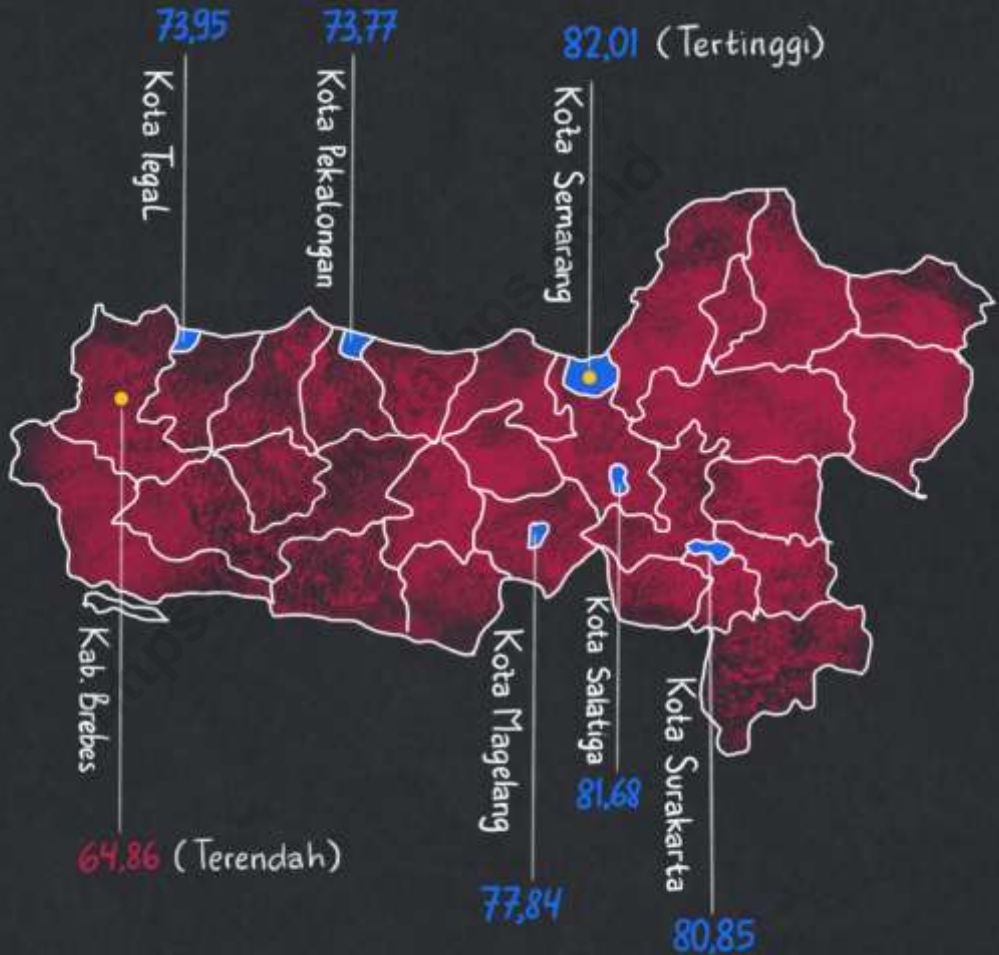 73,95
Kota Tegal
73,77
Kota Pekalongan
82,01 (Tertinggi)
Kota Semarang
Kab. Brebes
64,86 (Terendah)
Kota Magelang
77,84
Kota Salatiga
81,68
Kota Surakarta
80,85